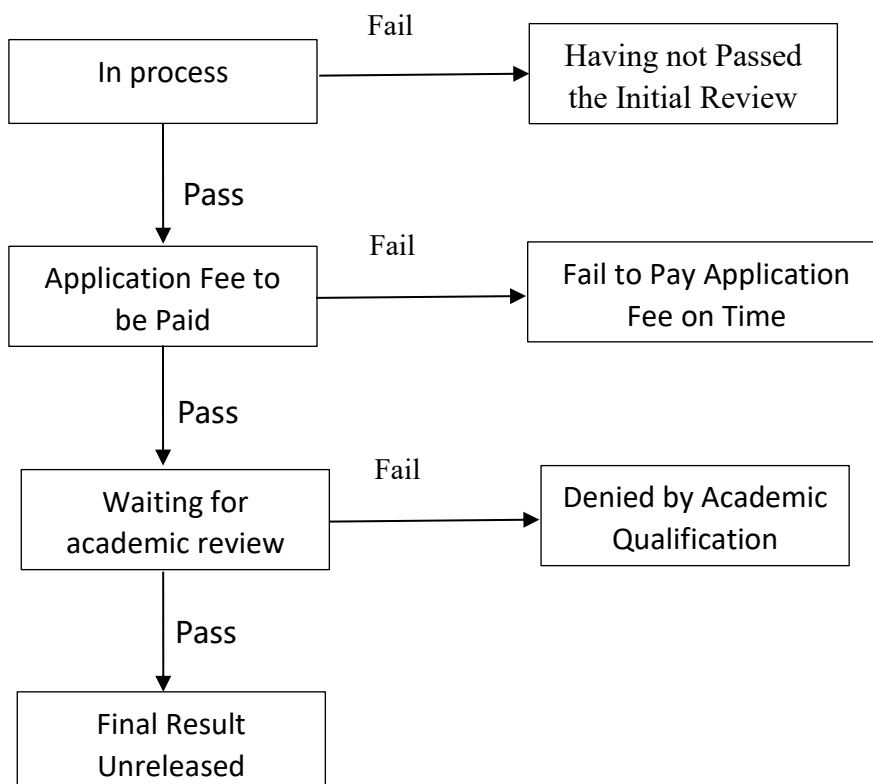 Fail
In process
Having not Passed
the Initial Review
Pass
Fail
Application Fee to
be Paid
Fail to Pay Application
Fee on Time
Pass
Fail
Waiting for
academic review
Denied by Academic
Qualification
Pass
Final Result
Unreleased